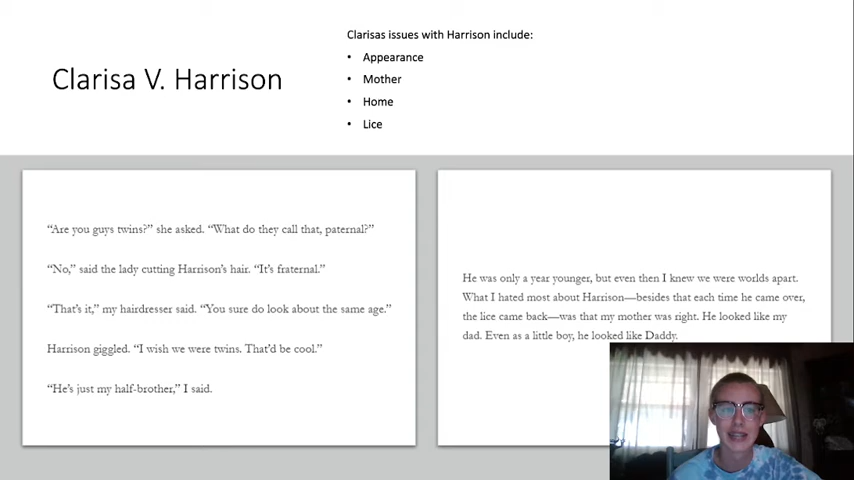 Clarisa V. Harrison
Clarisas issues with Harrison include:
• Appearance
• Mother
• Home
• Lice
“Are you guys twins?” she asked. “What do they call that, paternal?”
“No,” said the lady cutting Harrison’s hair. “It’s fraternal.”
“That’s it,” my hairdresser said. “You sure do look about the same age.”
Harrison giggled. “I wish we were twins. That’d be cool.”
“He’s just my half-brother,” I said.
He was only a year younger, but even then I knew we were worlds apart.
What I hated most about Harrison—besides that each time he came over,
the lice came back—was that my mother was right. He looked like my
dad. Even as a little boy, he looked like Daddy.